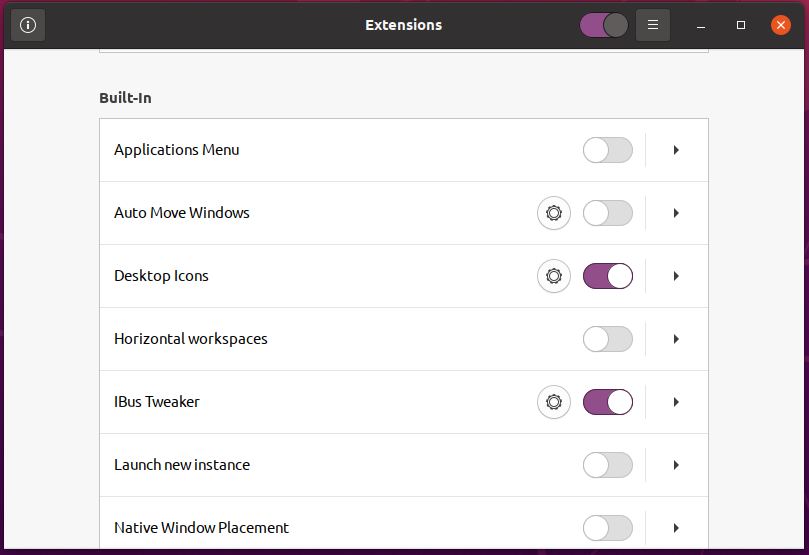 Extensions
Built-In
Applications Menu
Auto Move Windows
Desktop Icons
Horizontal workspaces
IBus Tweaker
Launch new instance
Native Window Placement